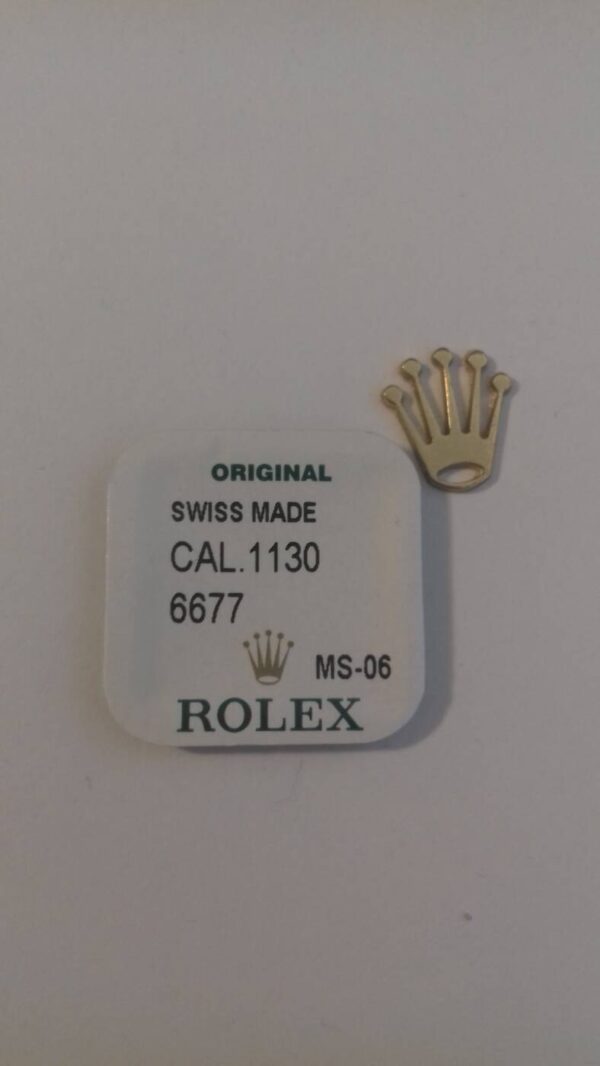 ORIGINAL
SWISS MADE
CAL.1130
6677
MS-06
ROLEX